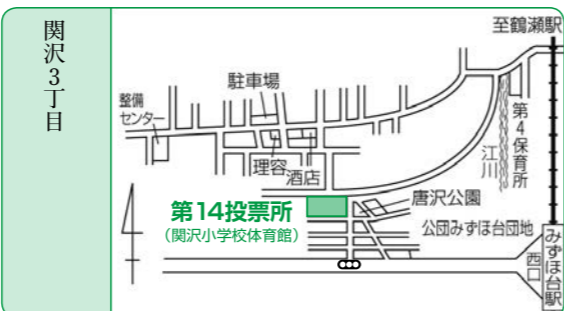 関沢3丁目
至鶴瀬駅
駐車場
整備
センター
第4保育所
江川
理容
酒店
唐沢公園
第14投票所
(関沢小学校体育館)
公団みずほ台団地
西口
みずほ台駅